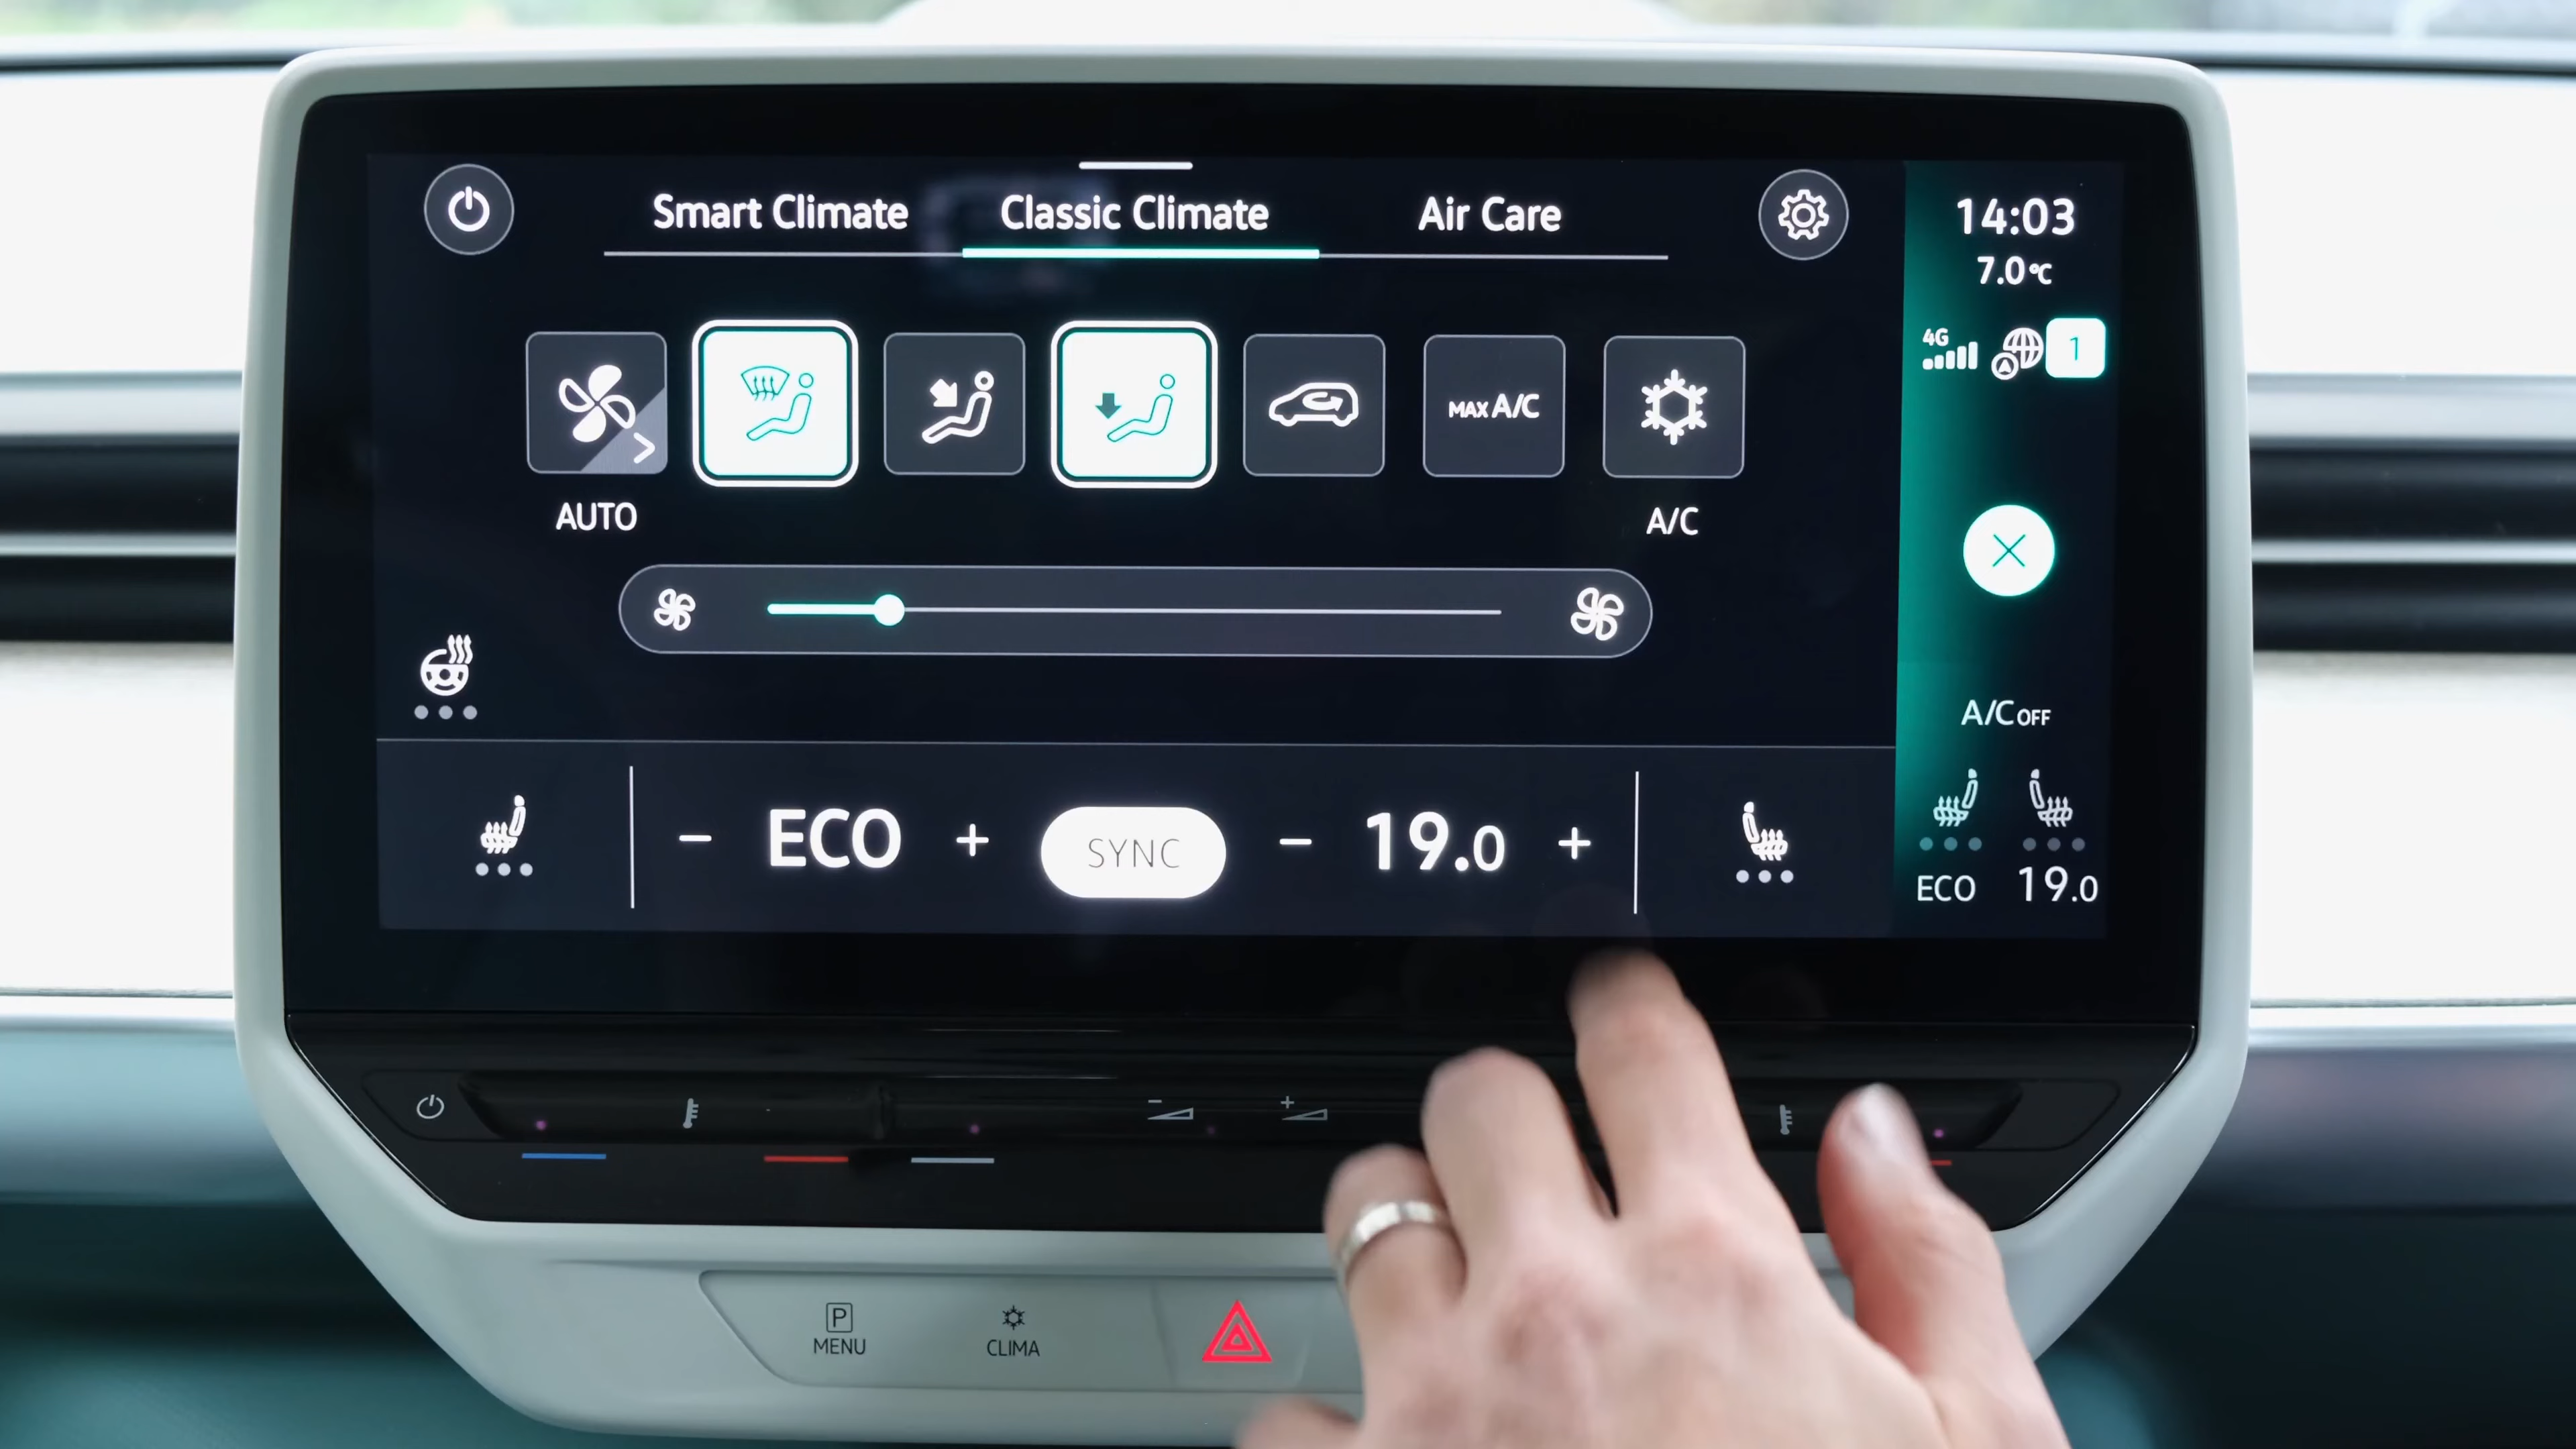 Smart Climate Classic Climate Air Care
14:03
7.0°C
4G
1
MAX A/C
AUTO
A/C
A/C OFF
ECO SYNC 19.0
ECO 19.0
P
MENU
CLIMA